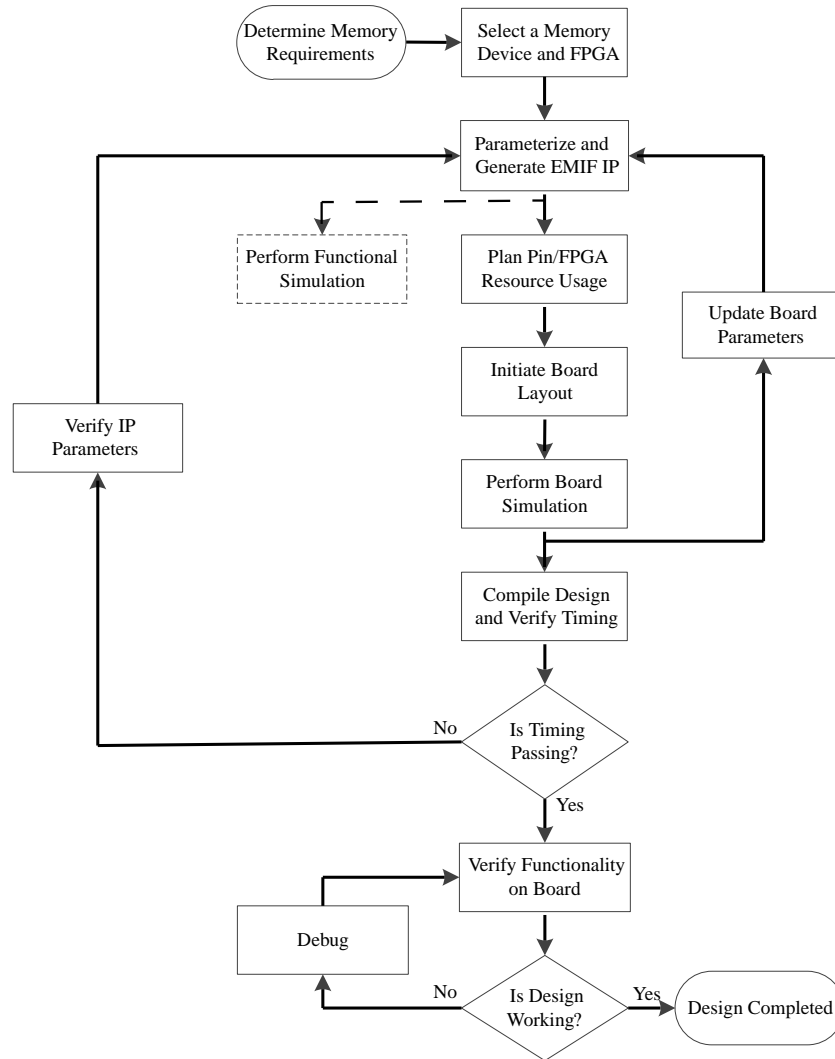 Determine Memory
Requirements
Select a Memory
Device and FPGA
Parameterize and
Generate EMIF IP
Perform Functional
Simulation
Plan Pin/FPGA
Resource Usage
Update Board
Parameters
Initiate Board
Layout
Verify IP
Parameters
Perform Board
Simulation
Compile Design
and Verify Timing
No
Is Timing
Passing?
Yes
Verify Functionality
on Board
Debug
No
Is Design
Working?
Yes
Design Completed